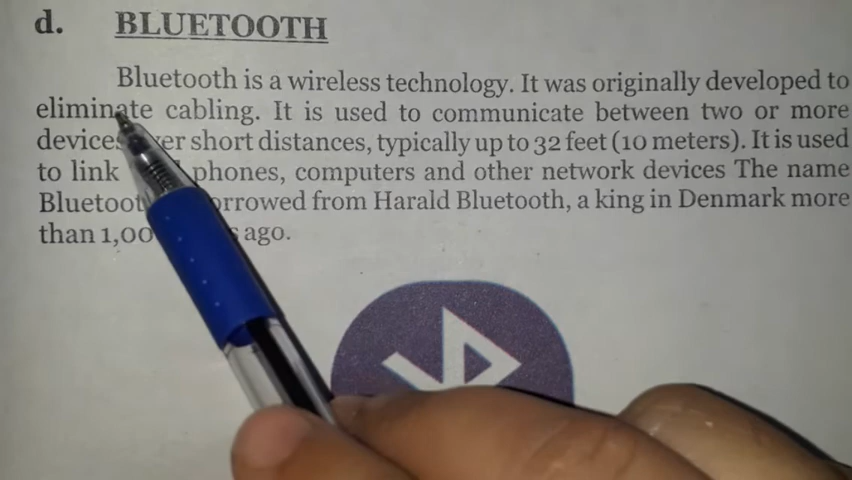 d. BLUETOOTH
Bluetooth is a wireless technology. It was originally developed to
eliminate cabling. It is used to communicate between two or more
devices short distances, typically up to 32 feet (10 meters). It is used
to link phones, computers and other network devices The name
from Harald Bluetooth, a king in Denmark more
than ago.